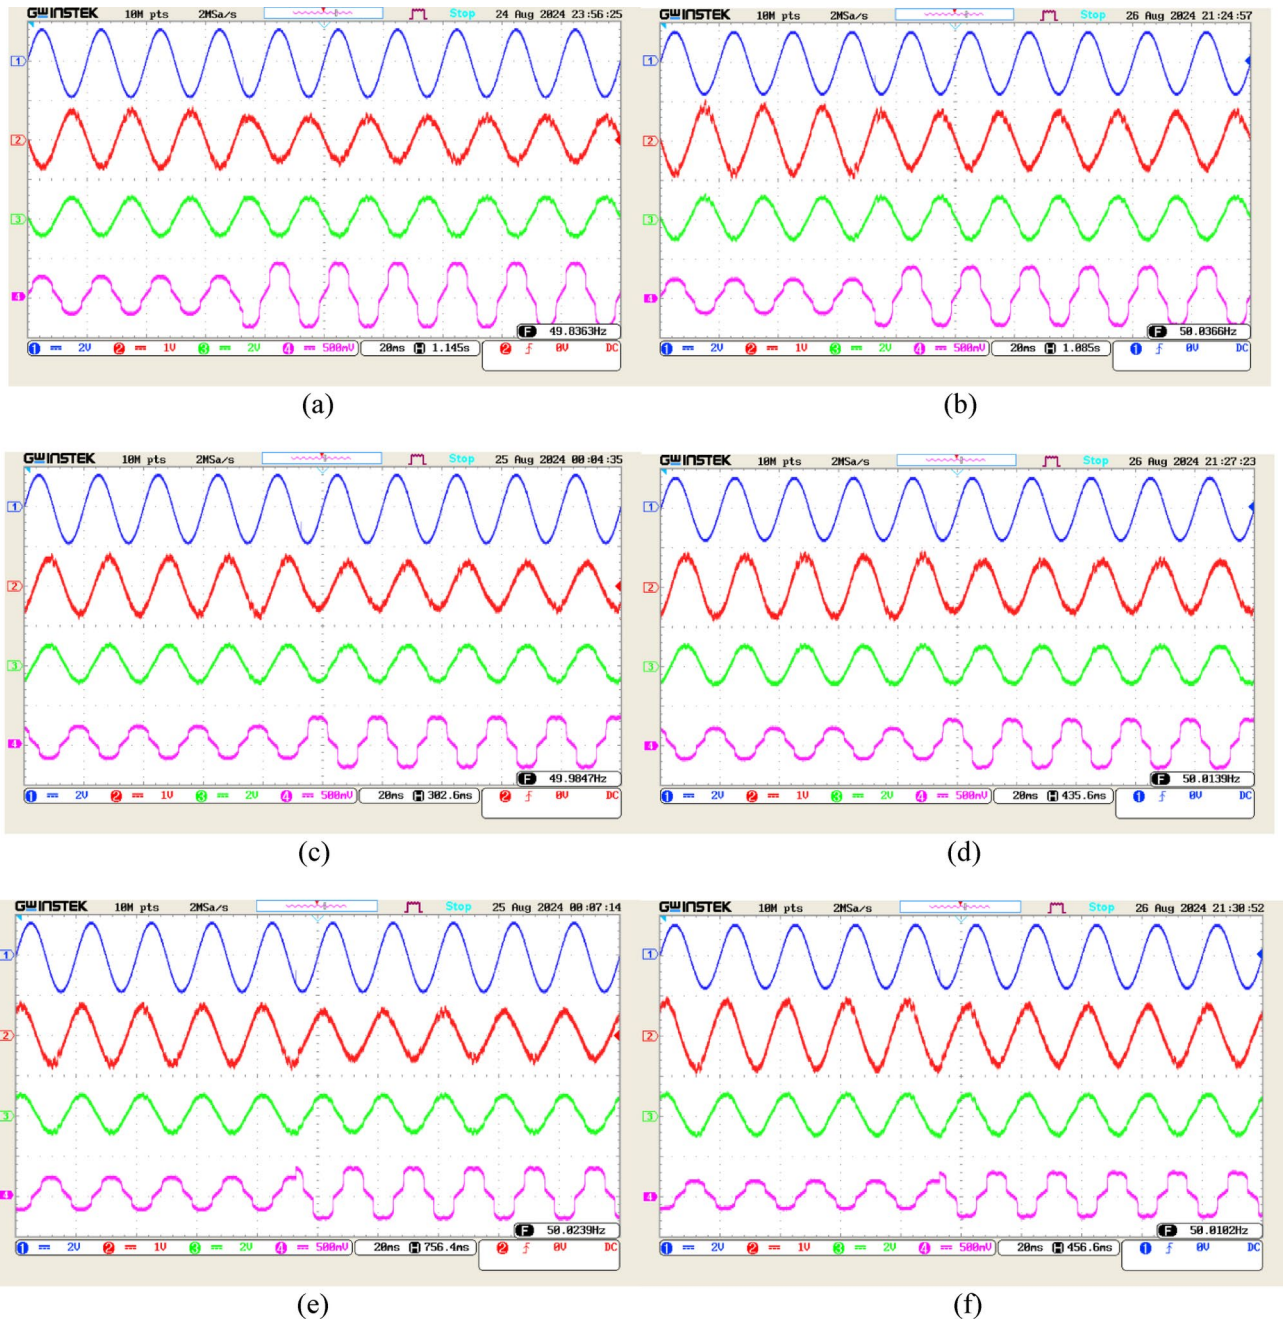 GWINSTEK 10M pts 2MSa/s Stop 24 Aug 2024 23:56:25
1
2
3
4
F 49.8363Hz
1 2V 2 1V 3 2V 4 500mV 20ms H 1.145s 2 0V DC
(a)
GWINSTEK 10M pts 2MSa/s Stop 26 Aug 2024 21:24:57
1
2
3
4
F 50.0366Hz
1 2V 2 1V 3 2V 4 500mV 20ms H 1.085s 1 0V DC
(b)
GWINSTEK 10M pts 2MSa/s Stop 25 Aug 2024 00:04:35
1
2
3
4
F 49.9847Hz
1 2V 2 1V 3 2V 4 500mV 20ms H 302.6ms 2 0V DC
(c)
GWINSTEK 10M pts 2MSa/s Stop 26 Aug 2024 21:27:23
1
2
3
4
F 50.0139Hz
1 2V 2 1V 3 2V 4 500mV 20ms H 435.6ms 1 0V DC
(d)
GWINSTEK 10M pts 2MSa/s Stop 25 Aug 2024 00:07:14
1
2
3
4
F 50.0239Hz
1 2V 2 1V 3 2V 4 500mV 20ms H 756.4ms 2 0V DC
(e)
GWINSTEK 10M pts 2MSa/s Stop 26 Aug 2024 21:30:52
1
2
3
4
F 50.0102Hz
1 2V 2 1V 3 2V 4 500mV 20ms H 456.6ms 1 0V DC
(f)